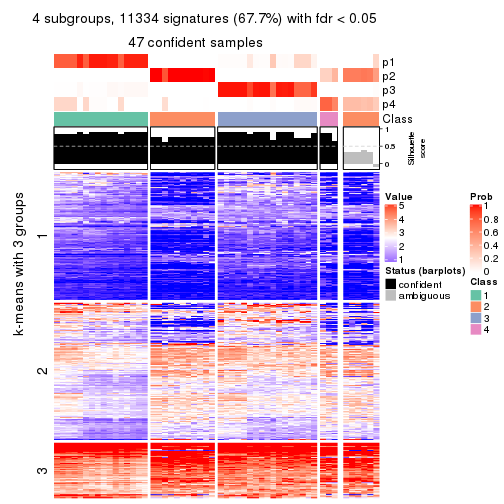 4 subgroups, 11334 signatures (67.7%) with fdr < 0.05
47 confident samples
p1
p2
p3
p4
Class
1
0.5
0
Silhouette
score
k-means with 3 groups
1
2
3
Value
5
4
3
2
1
Status (barplots)
confident
ambiguous
Prob
1
0.8
0.6
0.4
0.2
0
Class
1
2
3
4